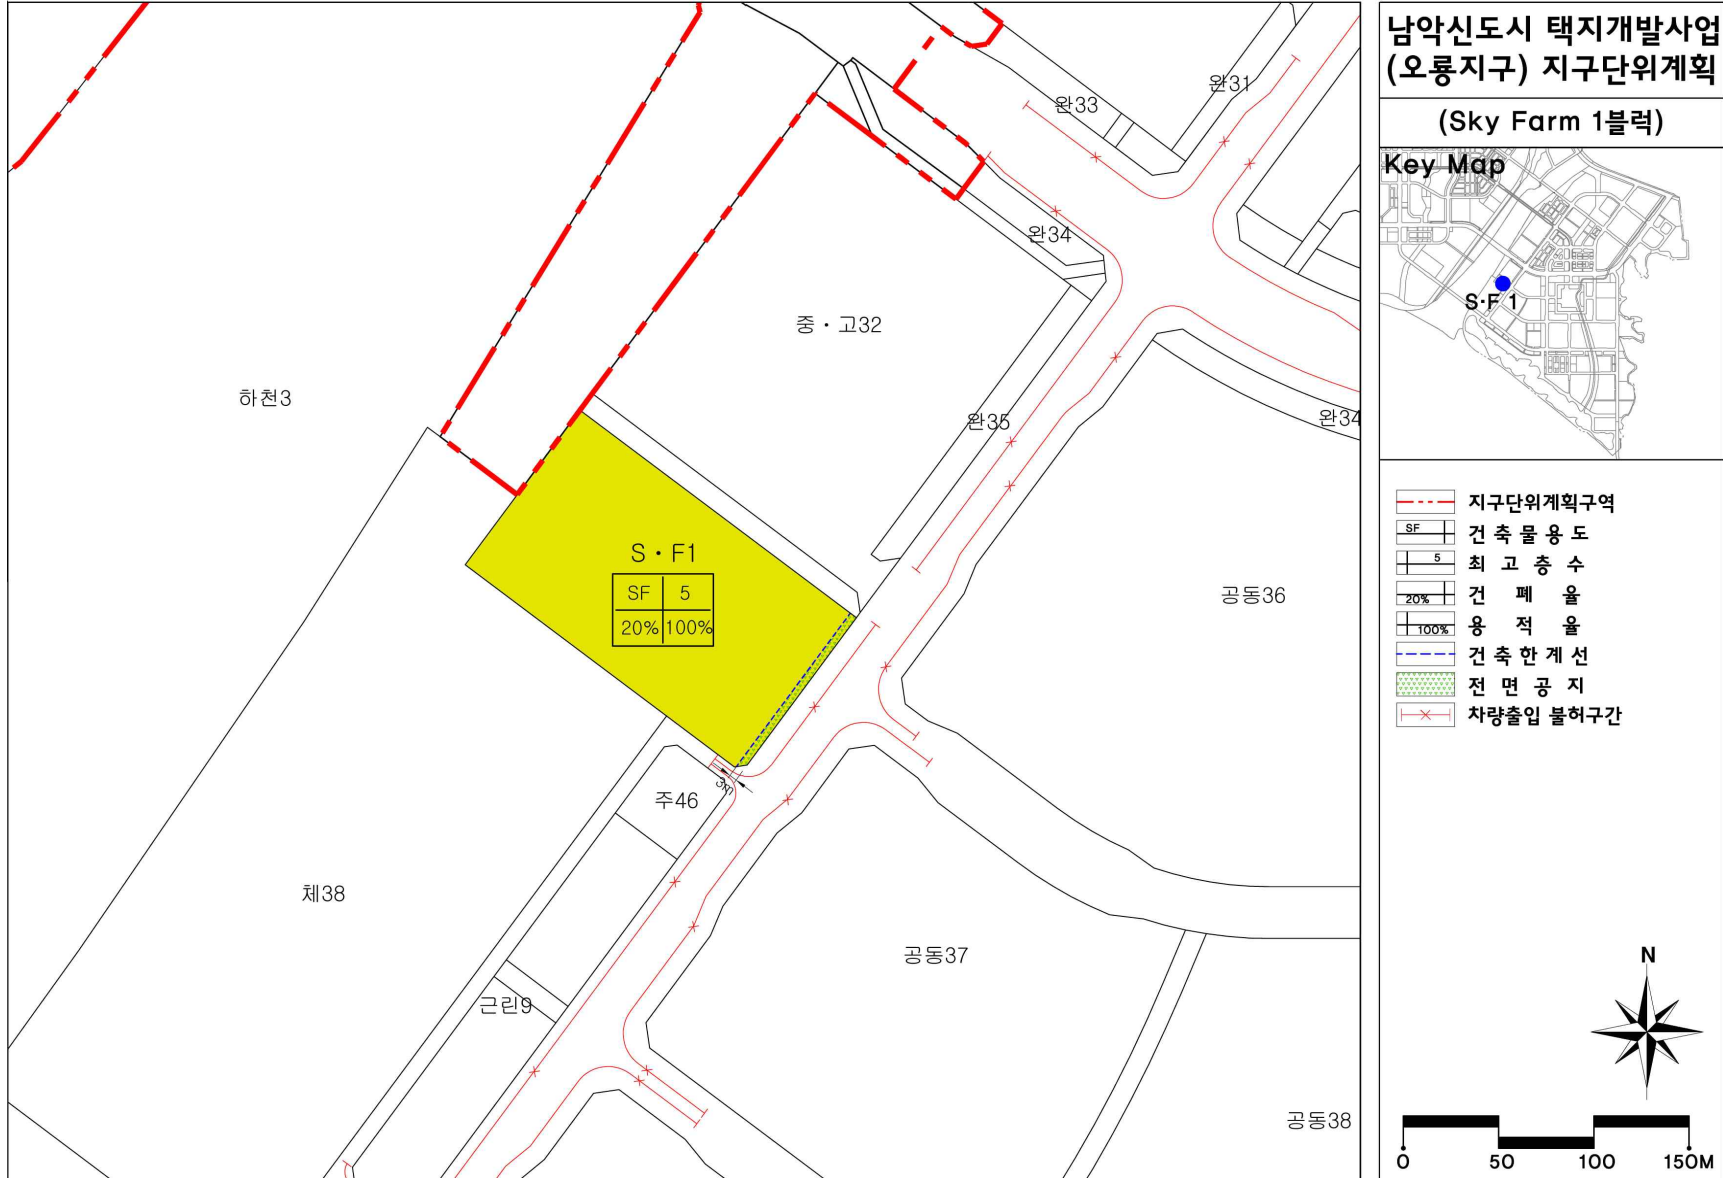 남악신도시 택지개발사업
(오룡지구) 지구단위계획
(Sky Farm 1블럭)
Key Map
S·F 1
지구단위계획구역
SF 건축물용도
5 최고층수
20% 건폐율
100% 용적율
건축한계선
전면공지
차량출입 불허구간
N
0 50 100 150M
완31
완33
완34
중·고32
하천3
완35
완34
S·F1
SF 5
20% 100%
공동36
3m
주46
체38
공동37
근린9
공동38